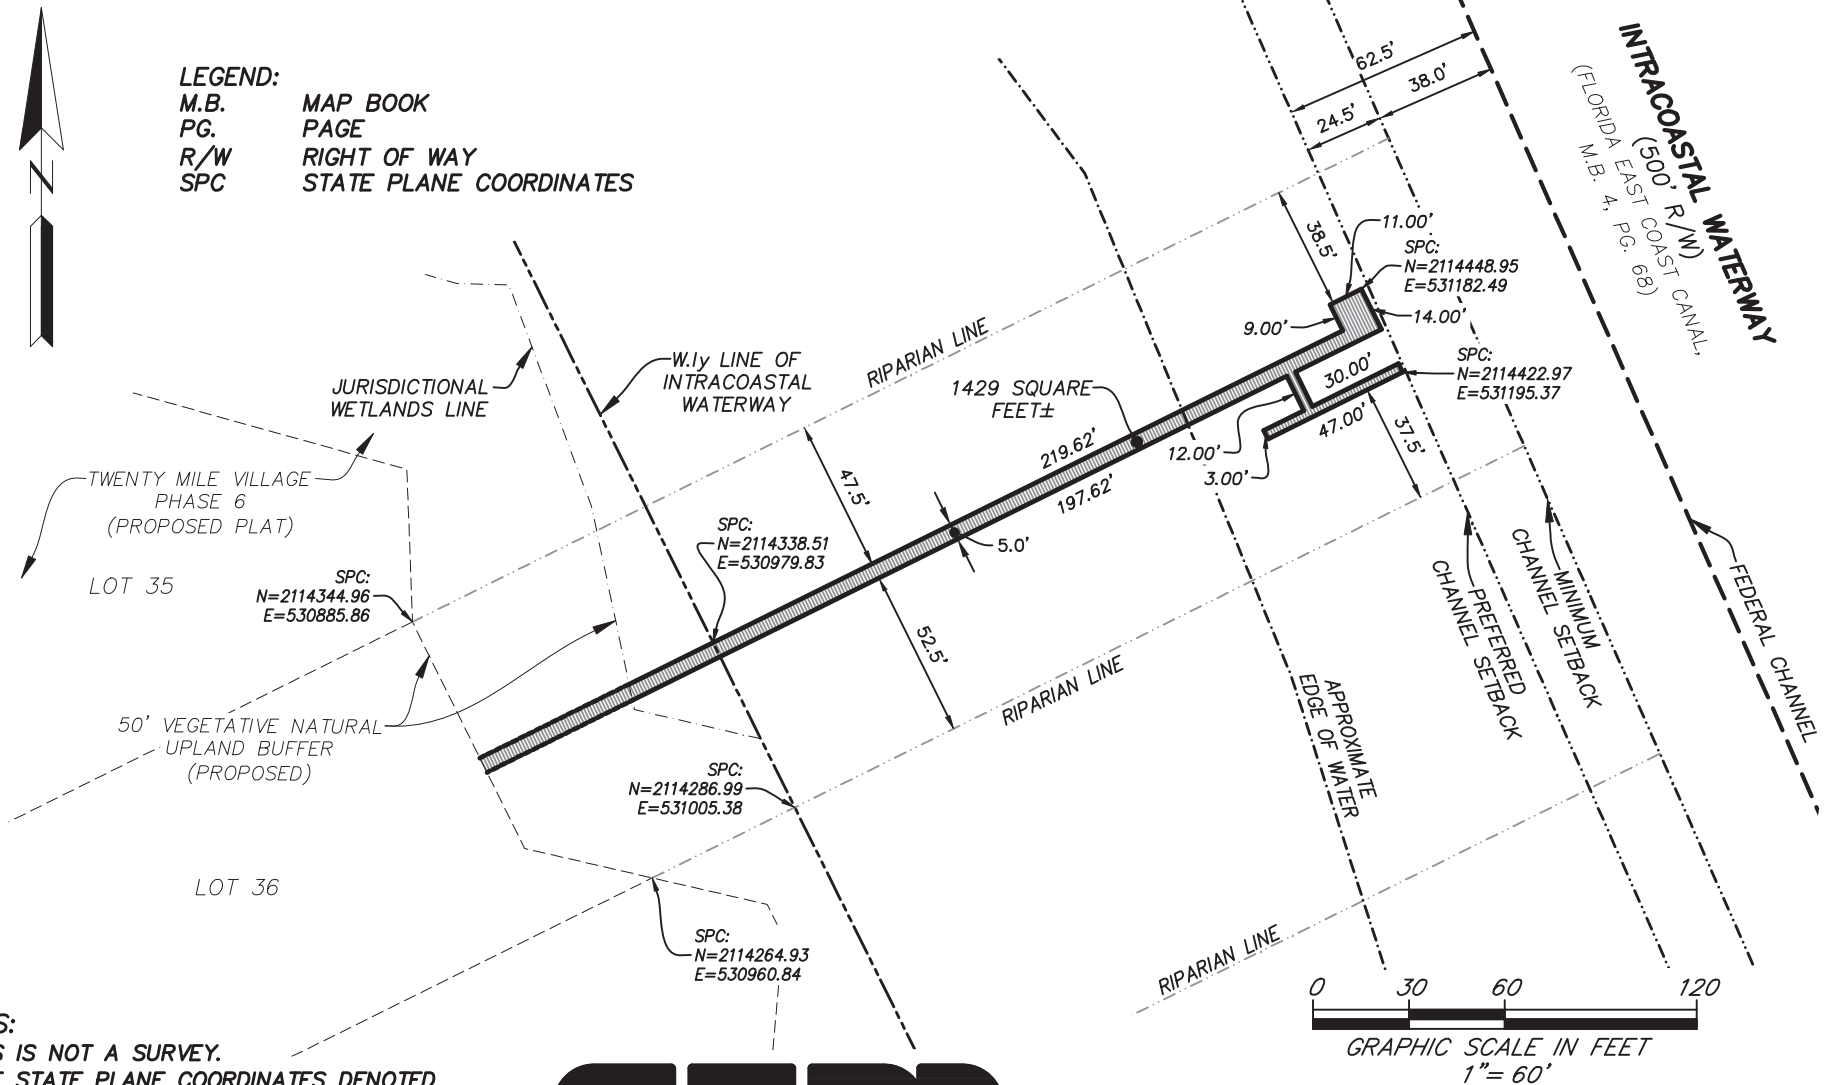 N
LEGEND:
M.B. MAP BOOK
PG. PAGE
R/W RIGHT OF WAY
SPC STATE PLANE COORDINATES
62.5'
38.0'
24.5'
INTRACOASTAL WATERWAY
(500' R/W)
(FLORIDA EAST COAST CANAL,
M.B. 4, PG. 68)
38.5'
11.00'
SPC:
N=2114448.95
E=531182.49
9.00'
14.00'
SPC:
N=2114422.97
E=531195.37
30.00'
47.00'
37.5'
12.00'
3.00'
RIPARIAN LINE
W.ly LINE OF
INTRACOASTAL
WATERWAY
JURISDICTIONAL
WETLANDS LINE
1429 SQUARE
FEET±
219.62'
197.62'
47.5'
5.0'
52.5'
TWENTY MILE VILLAGE
PHASE 6
(PROPOSED PLAT)
LOT 35
SPC:
N=2114338.51
E=530979.83
SPC:
N=2114344.96
E=530885.86
50' VEGETATIVE NATURAL
UPLAND BUFFER
(PROPOSED)
RIPARIAN LINE
APPROXIMATE
EDGE OF WATER
PREFERRED
CHANNEL SETBACK
MINIMUM
CHANNEL SETBACK
FEDERAL CHANNEL
SPC:
N=2114286.99
E=531005.38
LOT 36
SPC:
N=2114264.93
E=530960.84
RIPARIAN LINE
0 30 60 120
GRAPHIC SCALE IN FEET
1"= 60'
S:
IS NOT A SURVEY.
STATE PLANE COORDINATES DENOTED